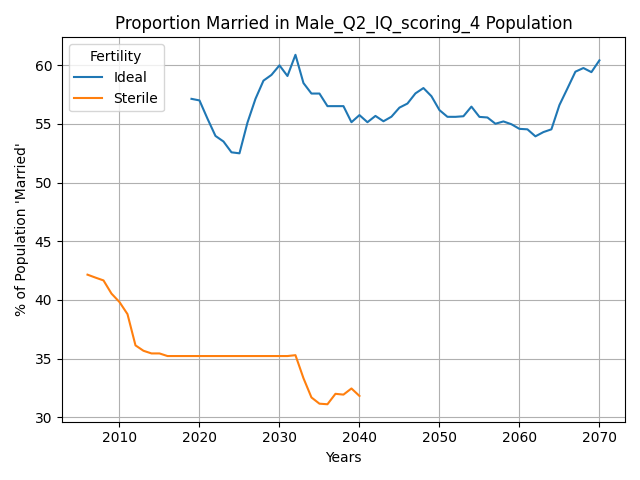 Proportion Married in Male_Q2_IQ_scoring_4 Population
Fertility
Ideal
Sterile
% of Population 'Married'
60
55
50
45
40
35
30
2010 2020 2030 2040 2050 2060 2070
Years